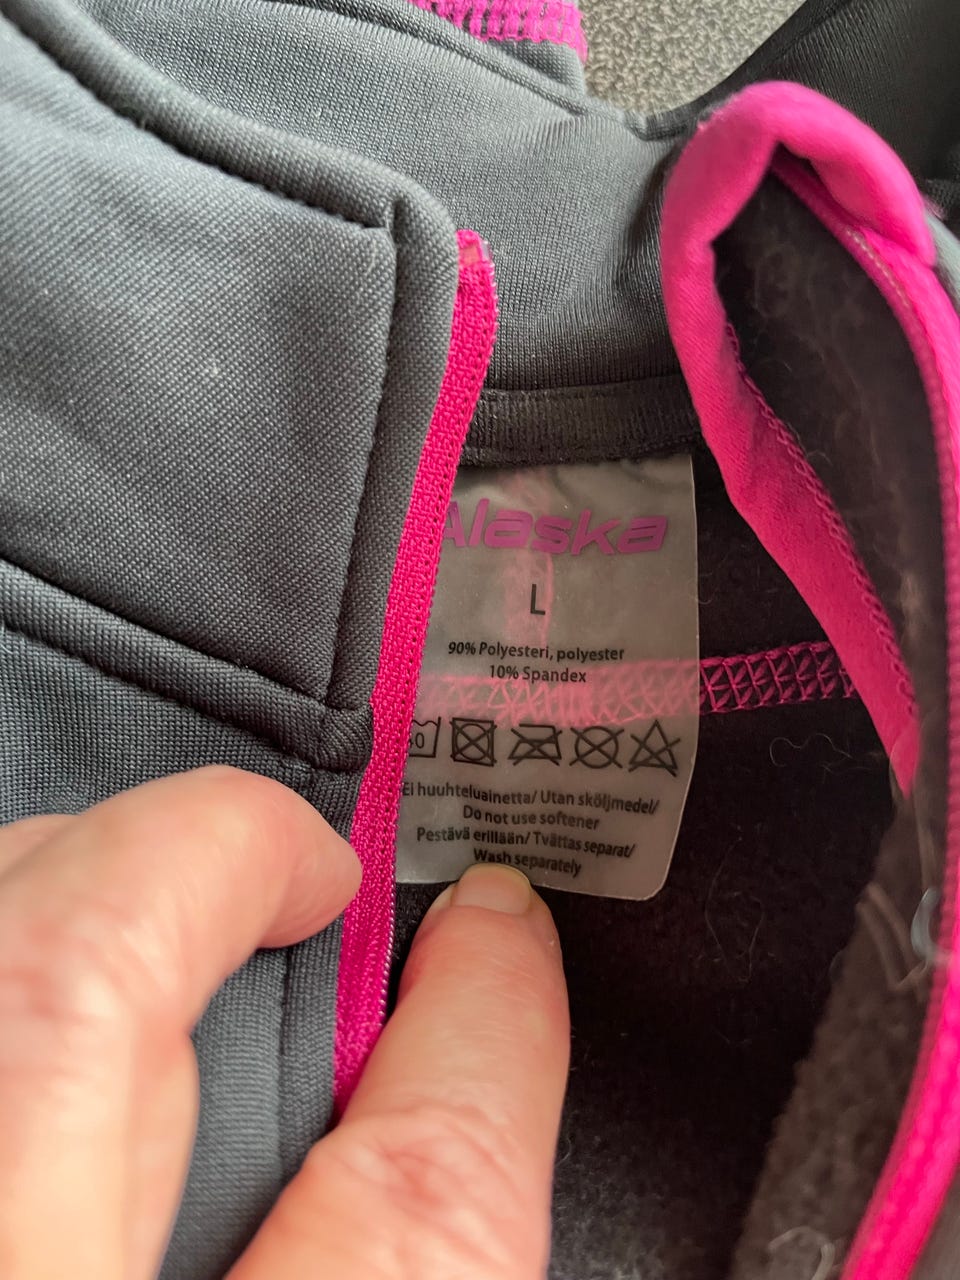 Alaska
L
90% Polyesteri, polyester
10% Spandex
Ei huuhteluainetta/ Utan sköljmedel/
Do not use softener
Pestävä erillään/ Tvättas separat/
Wash separately